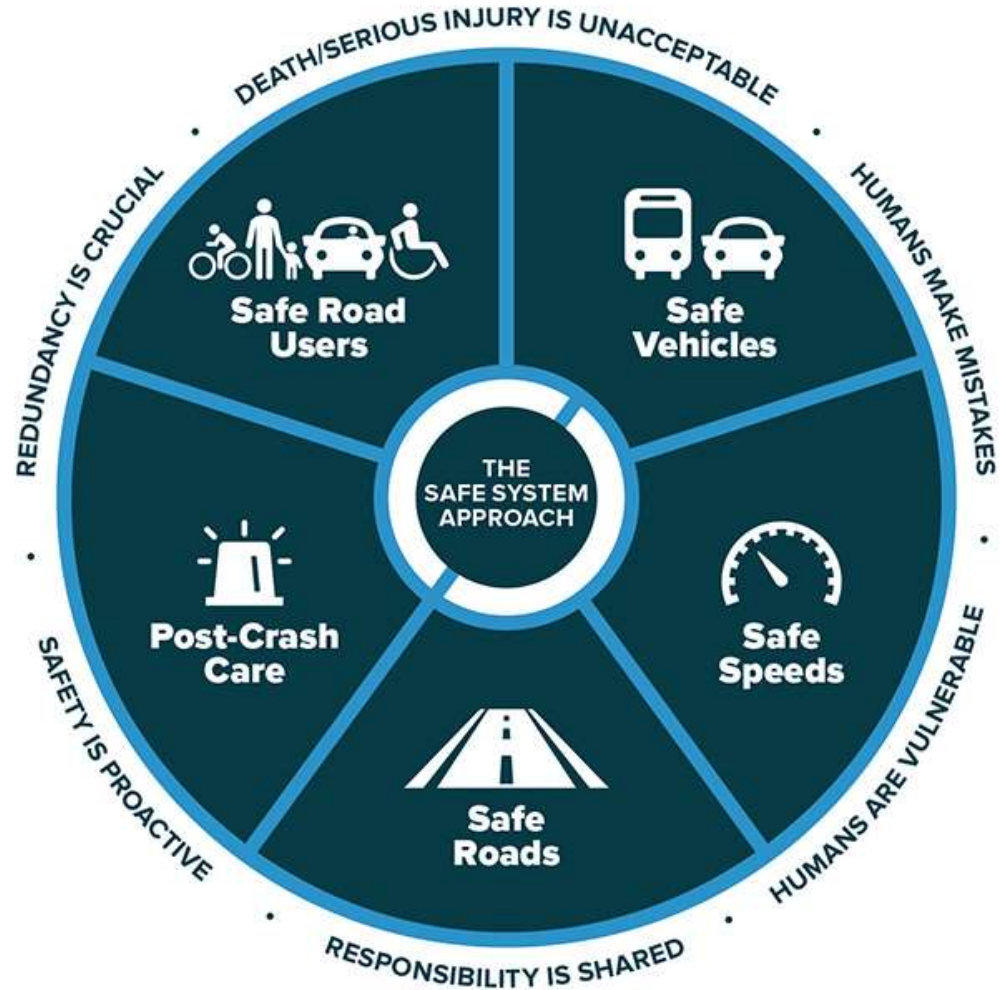 DEATH/SERIOUS INJURY IS UNACCEPTABLE
HUMANS MAKE MISTAKES
HUMANS ARE VULNERABLE
RESPONSIBILITY IS SHARED
SAFETY IS PROACTIVE
REDUNDANCY IS CRUCIAL
Safe Road
Users
Safe
Vehicles
Safe
Speeds
Safe
Roads
Post-Crash
Care
THE
SAFE SYSTEM
APPROACH